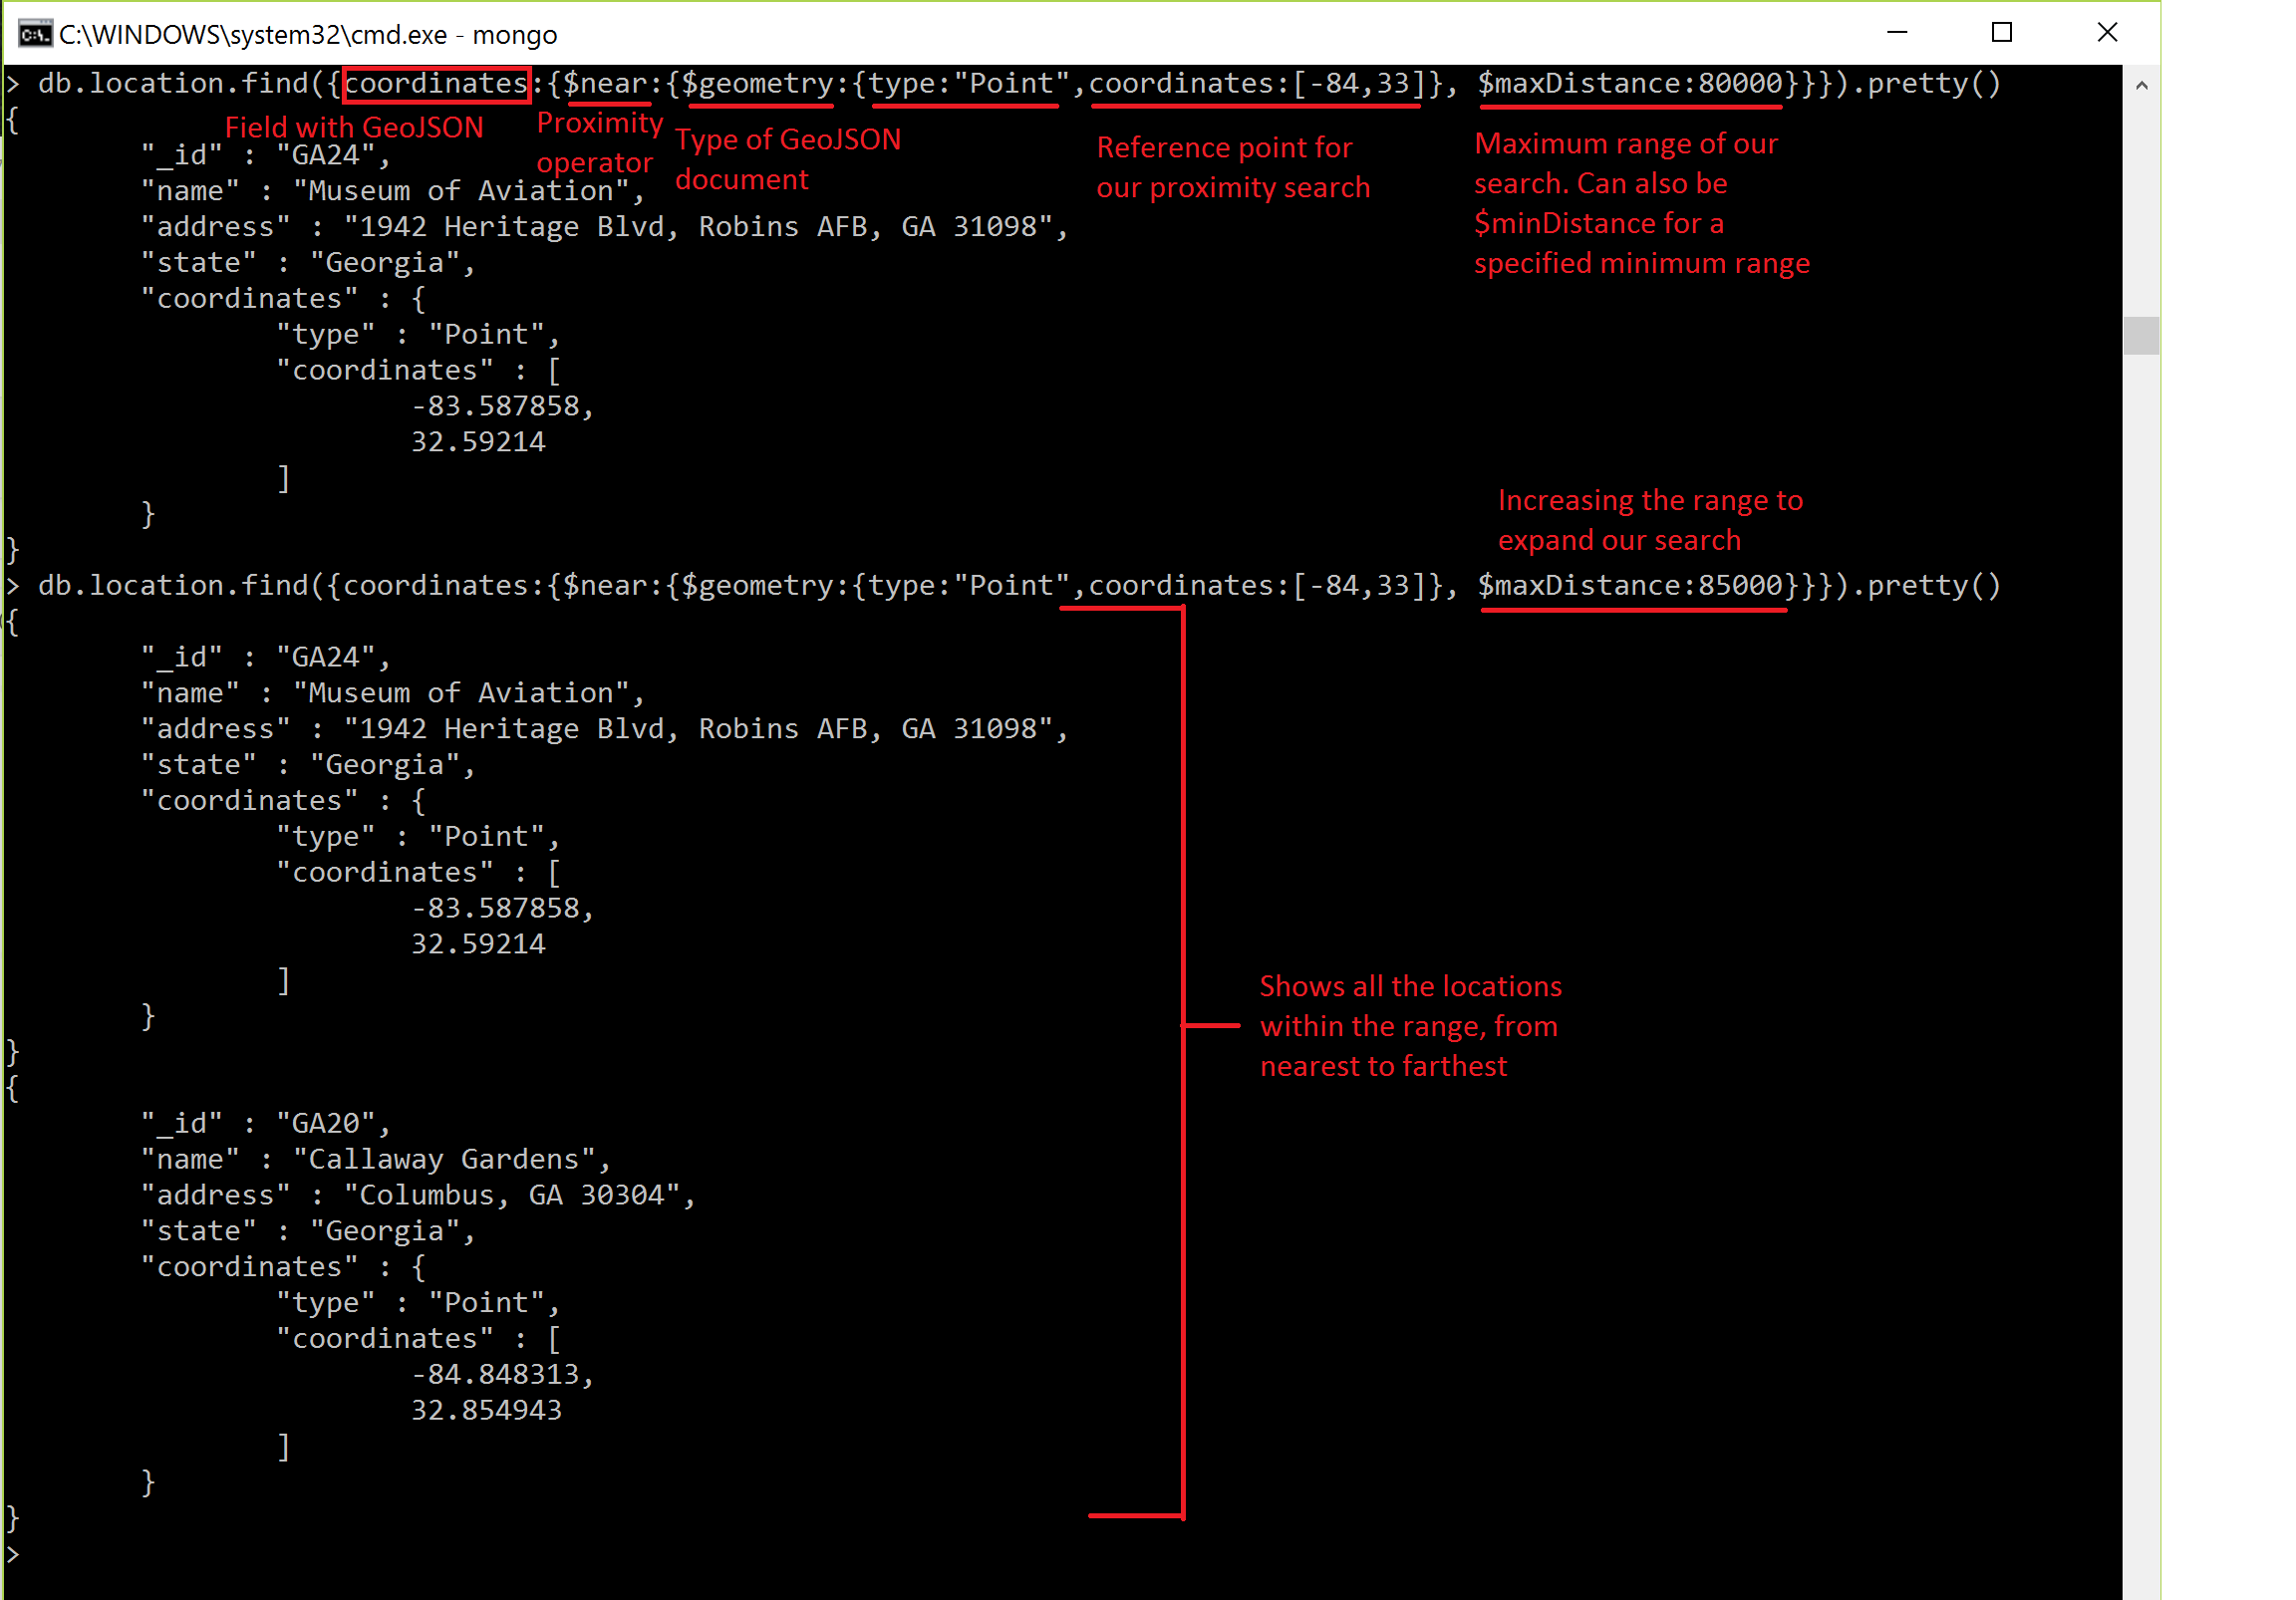 C:\WINDOWS\system32\cmd.exe - mongo
> db.location.find({coordinates:{$near:{$geometry:{type:"Point",coordinates:[-84,33]}, $maxDistance:80000}}}).pretty()
{
Field with GeoJSON
Proximity
operator
Type of GeoJSON
document
Reference point for
our proximity search
Maximum range of our
search. Can also be
$minDistance for a
specified minimum range
"_id" : "GA24",
"name" : "Museum of Aviation",
"address" : "1942 Heritage Blvd, Robins AFB, GA 31098",
"state" : "Georgia",
"coordinates" : {
"type" : "Point",
"coordinates" : [
-83.587858,
32.59214
]
}
}
Increasing the range to
expand our search
> db.location.find({coordinates:{$near:{$geometry:{type:"Point",coordinates:[-84,33]}, $maxDistance:85000}}}).pretty()
{
"_id" : "GA24",
"name" : "Museum of Aviation",
"address" : "1942 Heritage Blvd, Robins AFB, GA 31098",
"state" : "Georgia",
"coordinates" : {
"type" : "Point",
"coordinates" : [
-83.587858,
32.59214
]
}
}
Shows all the locations
within the range, from
nearest to farthest
{
"_id" : "GA20",
"name" : "Callaway Gardens",
"address" : "Columbus, GA 30304",
"state" : "Georgia",
"coordinates" : {
"type" : "Point",
"coordinates" : [
-84.848313,
32.854943
]
}
}
>